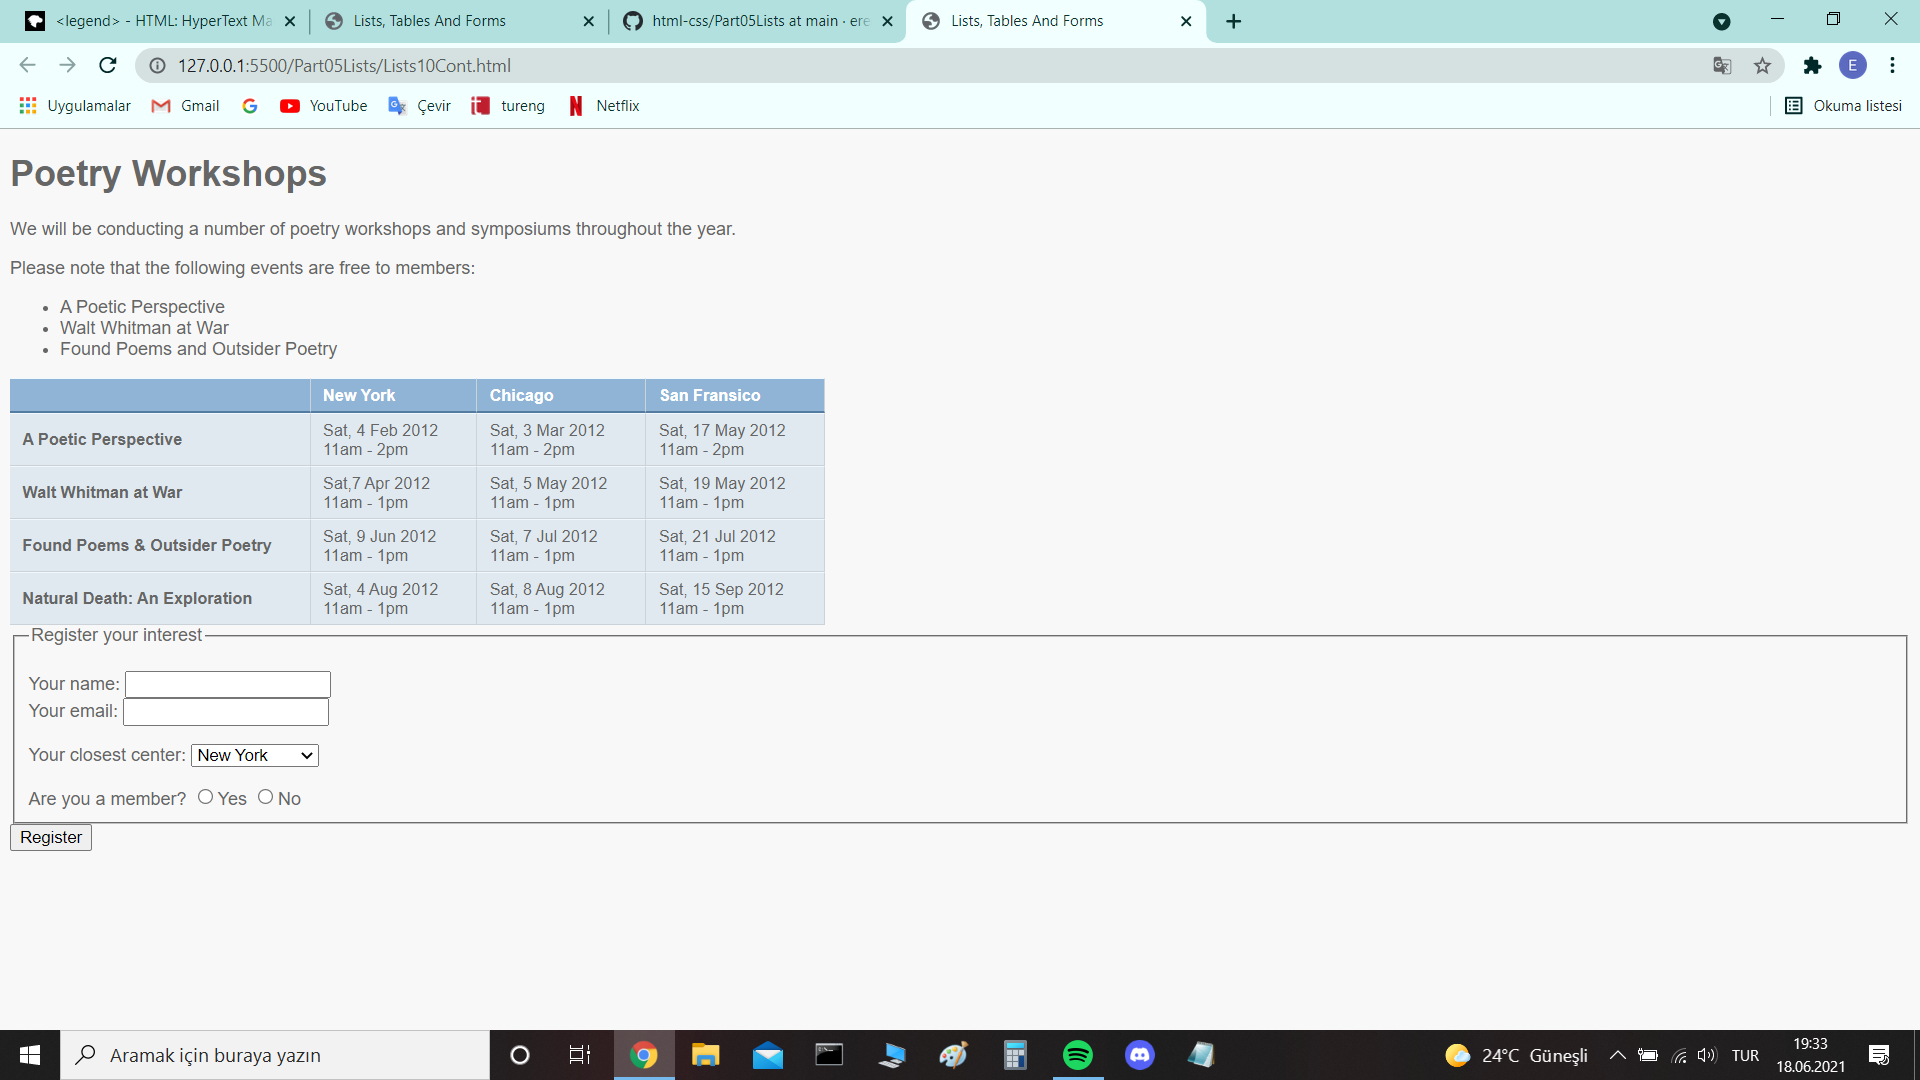 <legend> - HTML: HyperText Ma
Lists, Tables And Forms
html-css/Part05Lists at main · ere
Lists, Tables And Forms
127.0.0.1:5500/Part05Lists/Lists10Cont.html
E
Uygulamalar
Gmail
YouTube
Çevir
tureng
Netflix
Okuma listesi
Poetry Workshops
We will be conducting a number of poetry workshops and symposiums throughout the year.
Please note that the following events are free to members:
• A Poetic Perspective
• Walt Whitman at War
• Found Poems and Outsider Poetry
New York Chicago San Fransico
A Poetic Perspective Sat, 4 Feb 2012 11am - 2pm Sat, 3 Mar 2012 11am - 2pm Sat, 17 May 2012 11am - 2pm
Walt Whitman at War Sat,7 Apr 2012 11am - 1pm Sat, 5 May 2012 11am - 1pm Sat, 19 May 2012 11am - 1pm
Found Poems & Outsider Poetry Sat, 9 Jun 2012 11am - 1pm Sat, 7 Jul 2012 11am - 1pm Sat, 21 Jul 2012 11am - 1pm
Natural Death: An Exploration Sat, 4 Aug 2012 11am - 1pm Sat, 8 Aug 2012 11am - 1pm Sat, 15 Sep 2012 11am - 1pm
Register your interest
Your name:
Your email:
Your closest center: New York
Are you a member? Yes No
Register
Aramak için buraya yazın
24°C Güneşli
TUR
19:33
18.06.2021